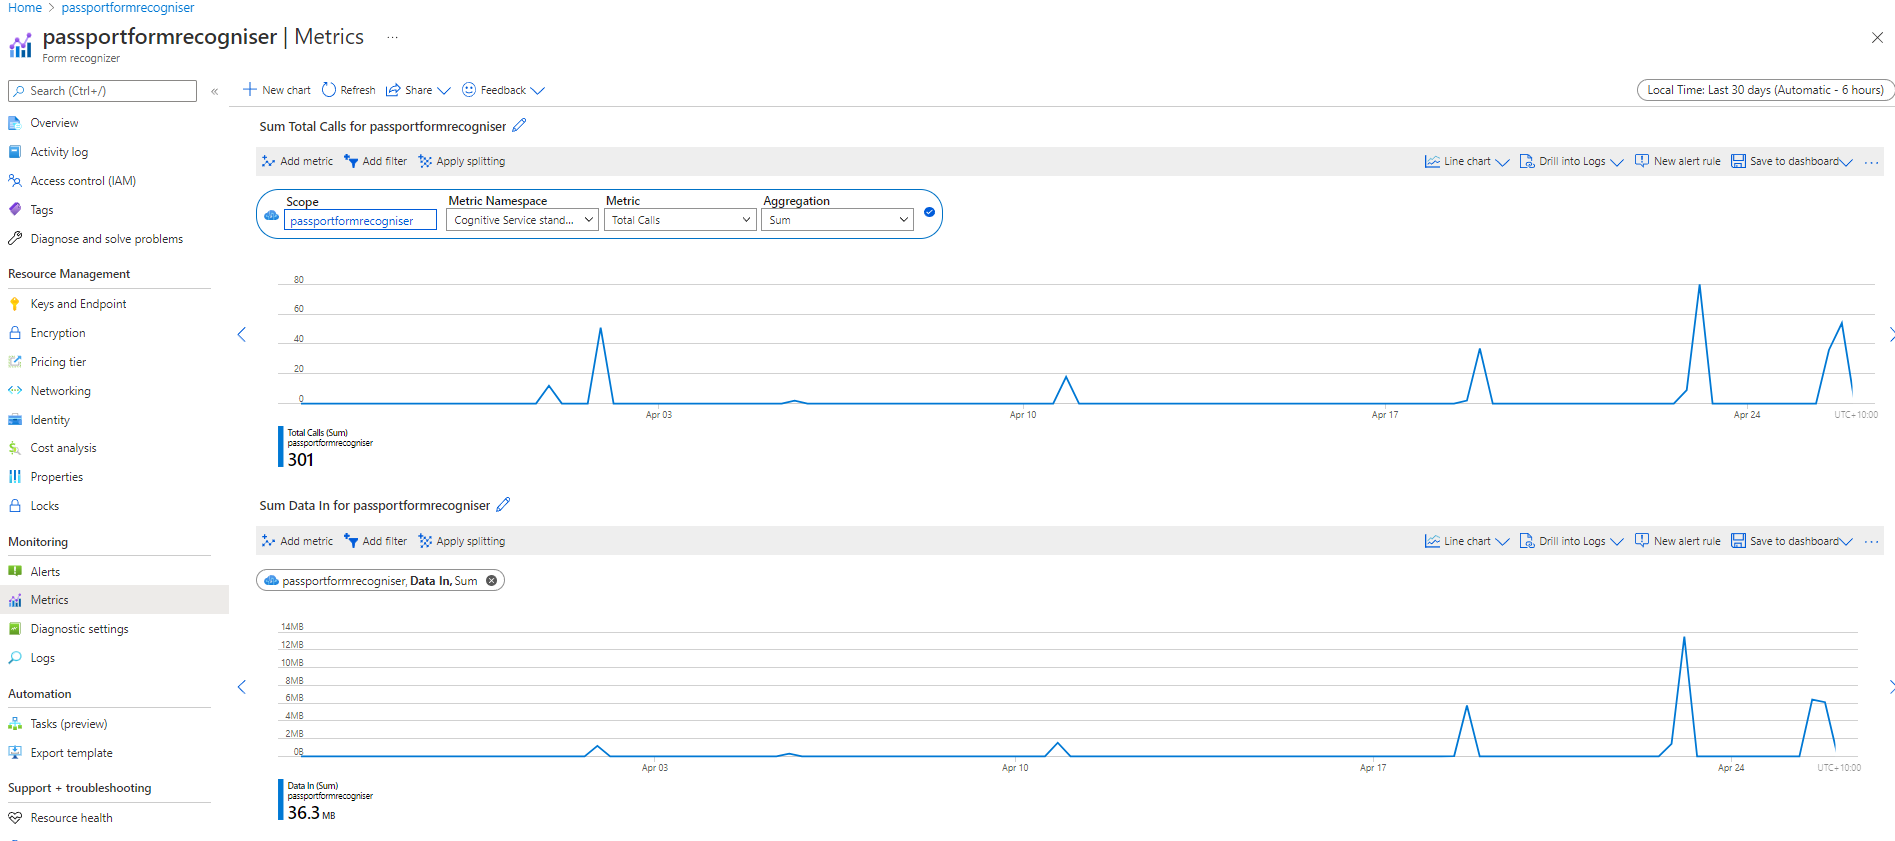 Home > passportformrecogniser
passportformrecogniser | Metrics ...
Form recognizer
Search (Ctrl+/) «
New chart Refresh Share Feedback
Local Time: Last 30 days (Automatic - 6 hours)
Overview
Activity log
Access control (IAM)
Tags
Diagnose and solve problems
Resource Management
Keys and Endpoint
Encryption
Pricing tier
Networking
Identity
Cost analysis
Properties
Locks
Monitoring
Alerts
Metrics
Diagnostic settings
Logs
Automation
Tasks (preview)
Export template
Support + troubleshooting
Resource health
Sum Total Calls for passportformrecogniser
Add metric Add filter Apply splitting
Line chart Drill into Logs New alert rule Save to dashboard ...
Scope Metric Namespace Metric Aggregation
passportformrecogniser Cognitive Service stand... Total Calls Sum
80
60
40
20
0
Apr 03 Apr 10 Apr 17 Apr 24 UTC+10:00
Total Calls (Sum)
passportformrecogniser
301
Sum Data In for passportformrecogniser
Add metric Add filter Apply splitting
Line chart Drill into Logs New alert rule Save to dashboard ...
passportformrecogniser, Data In, Sum
14MB
12MB
10MB
8MB
6MB
4MB
2MB
0B
Apr 03 Apr 10 Apr 17 Apr 24 UTC+10:00
Data In (Sum)
passportformrecogniser
36.3 MB